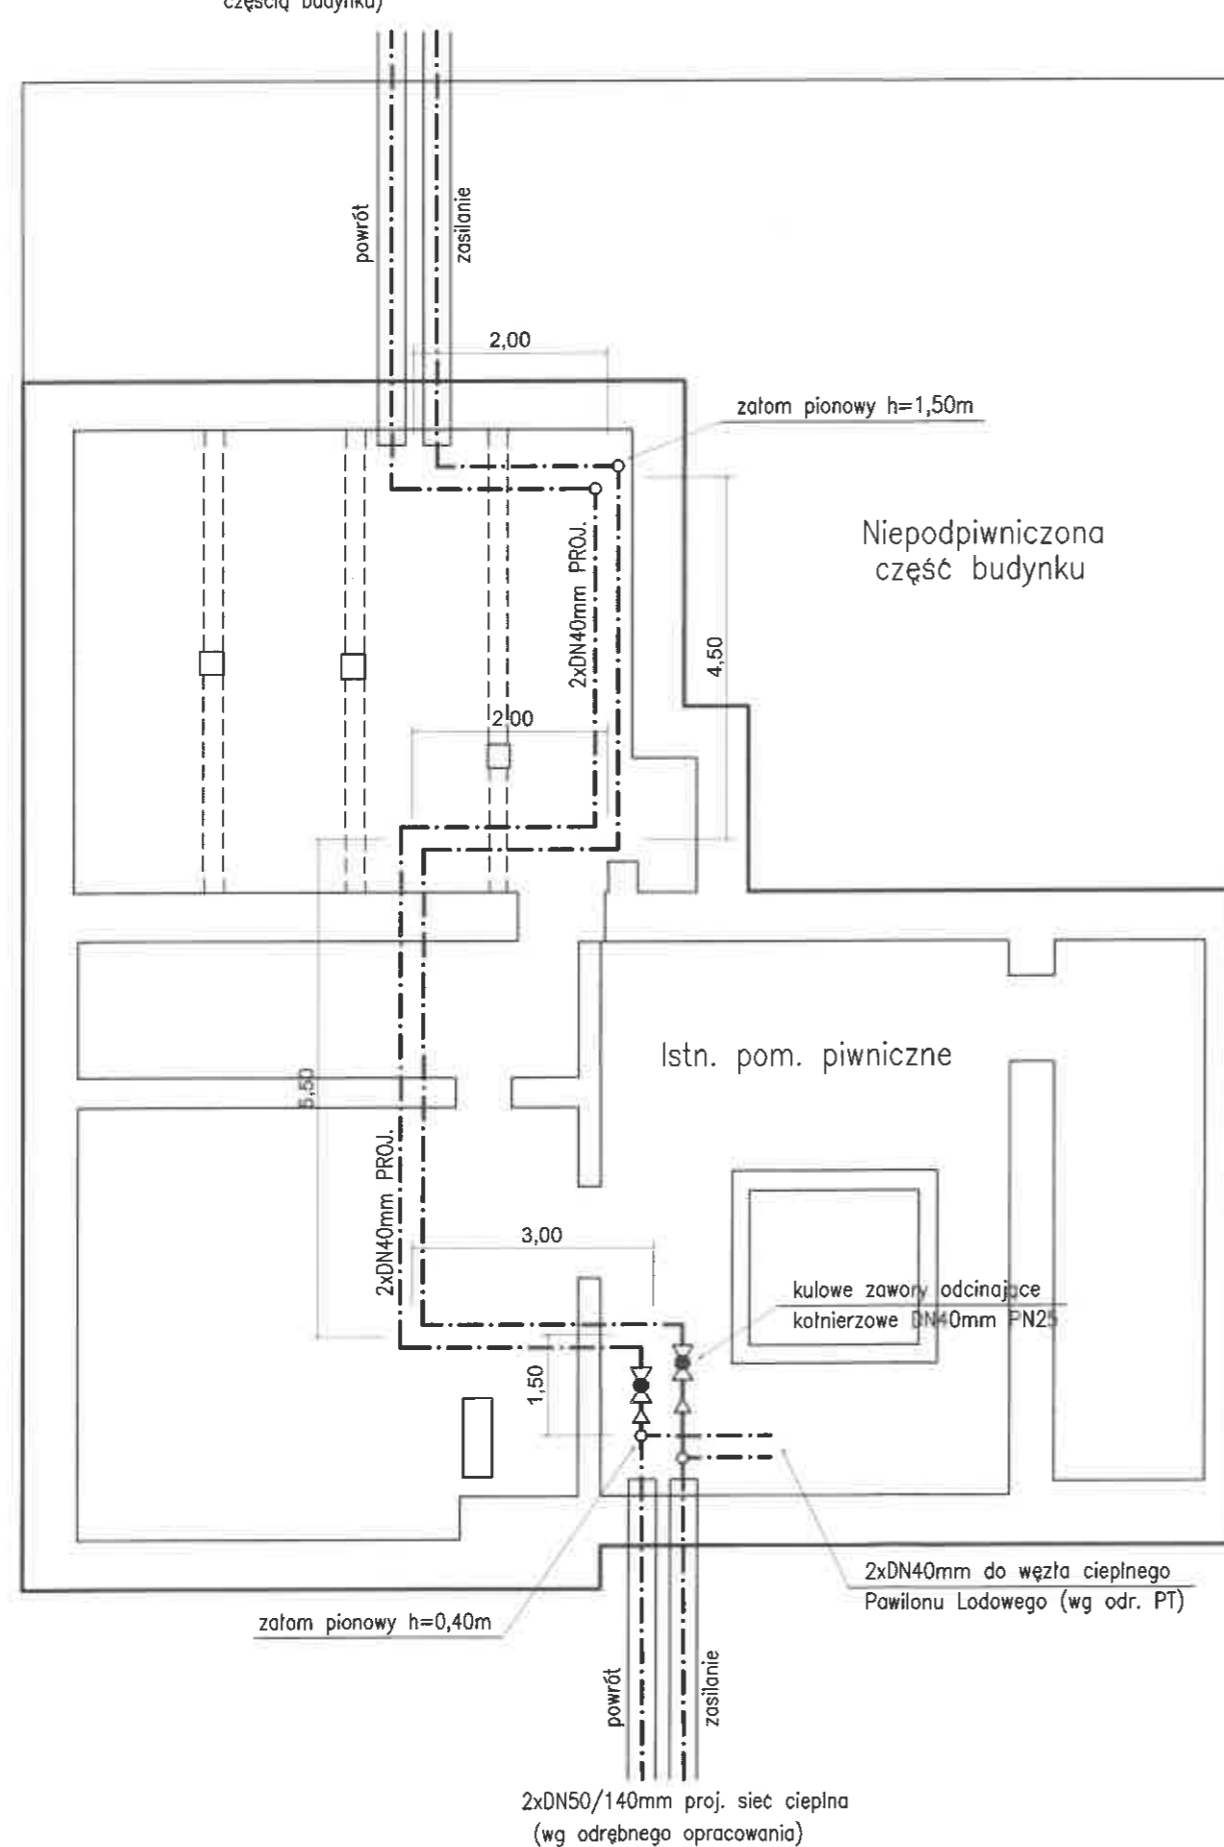 częścią budynku)
powrót
zasilanie
2,00
załom pionowy h=1,50m
Niepodpiwniczona
część budynku
2xDN40mm PROJ.
4,50
2,00
Istn. pom. piwniczne
5,50
2xDN40mm PROJ.
3,00
kulowe zawory odcinające
kołnierzowe DN40mm PN25
1,50
2xDN40mm do węzła cieplnego
Pawilonu Lodowego (wg odr. PT)
załom pionowy h=0,40m
powrót
zasilanie
2xDN50/140mm proj. sieć cieplna
(wg odrębnego opracowania)